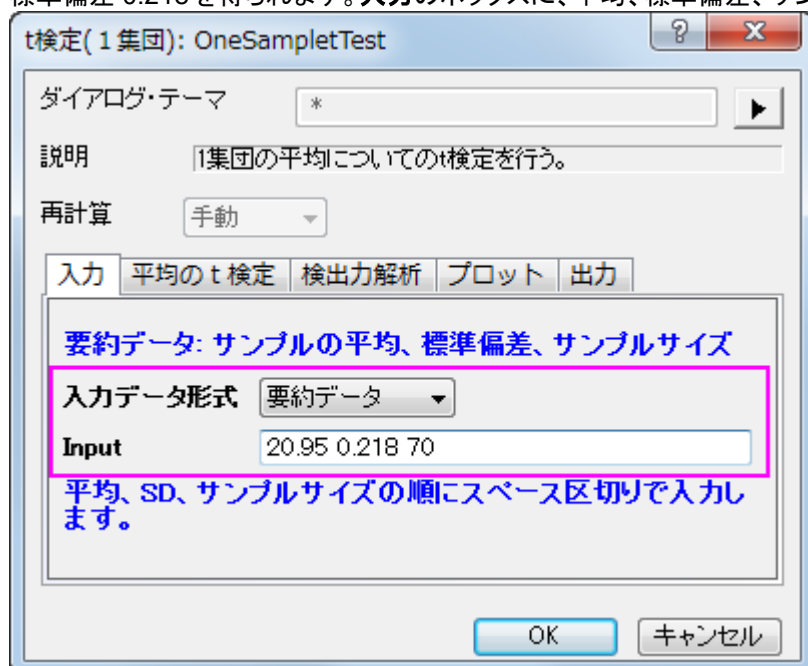 標準偏差 0.218 を得られます。入力のボックスに、平均、標準偏差、サン
t検定( 1 集団): OneSampletTest
ダイアログ・テーマ *
説明 1集団の平均についてのt検定を行う。
再計算 手動
入力 平均の t 検定 検出力解析 プロット 出力
要約データ: サンプルの平均、標準偏差、サンプルサイズ
入力データ形式 要約データ
Input 20.95 0.218 70
平均、SD、サンプルサイズの順にスペース区切りで入力し
ます。
OK キャンセル